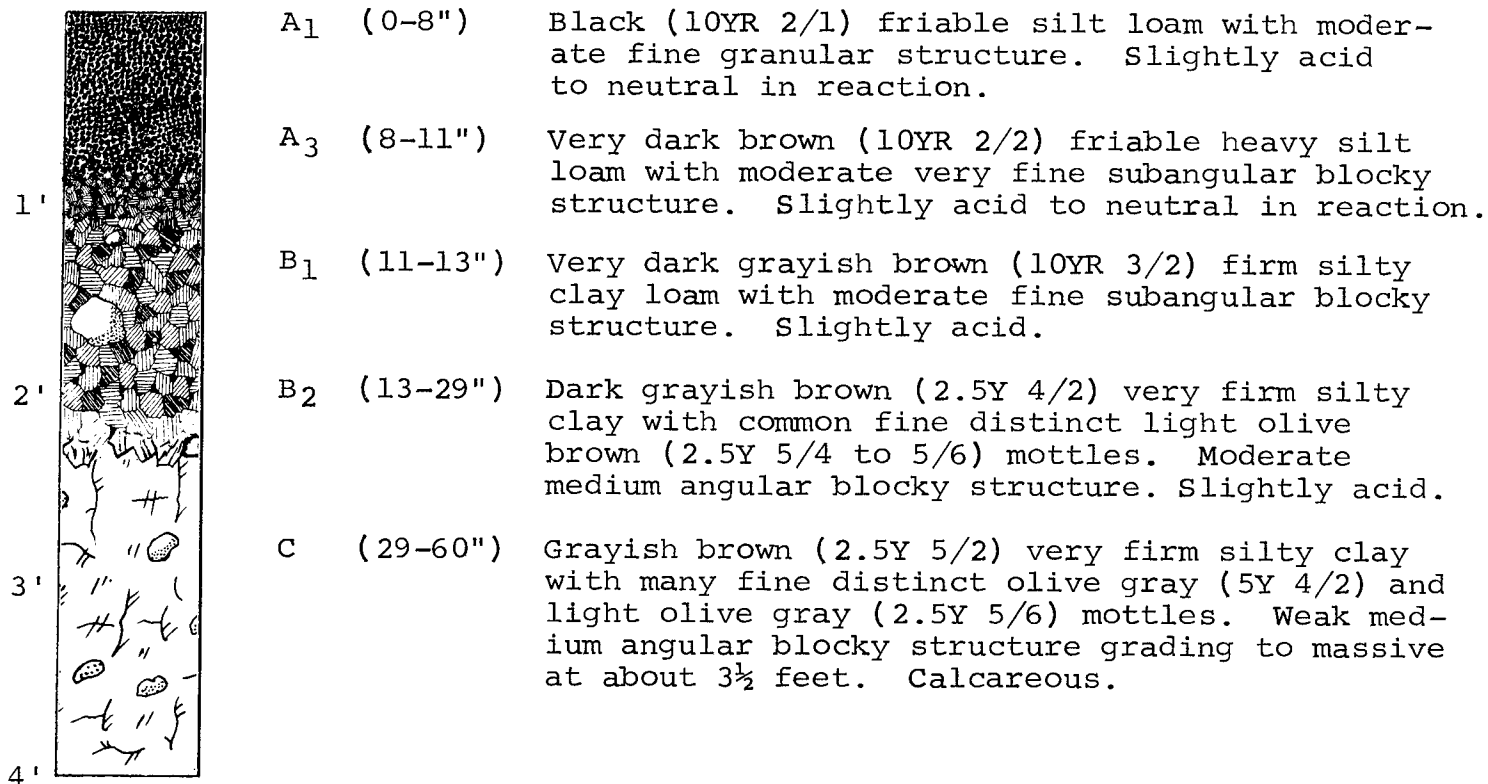 A1 (0-8") Black (10YR 2/1) friable silt loam with moder-
ate fine granular structure. Slightly acid
to neutral in reaction.
A3 (8-11") Very dark brown (10YR 2/2) friable heavy silt
loam with moderate very fine subangular blocky
1' structure. Slightly acid to neutral in reaction.
B1 (11-13") Very dark grayish brown (10YR 3/2) firm silty
clay loam with moderate fine subangular blocky
structure. Slightly acid.
2' B2 (13-29") Dark grayish brown (2.5Y 4/2) very firm silty
clay with common fine distinct light olive
brown (2.5Y 5/4 to 5/6) mottles. Moderate
medium angular blocky structure. Slightly acid.
C (29-60") Grayish brown (2.5Y 5/2) very firm silty clay
3' with many fine distinct olive gray (5Y 4/2) and
light olive gray (2.5Y 5/6) mottles. Weak med-
ium angular blocky structure grading to massive
at about 3½ feet. Calcareous.
4'